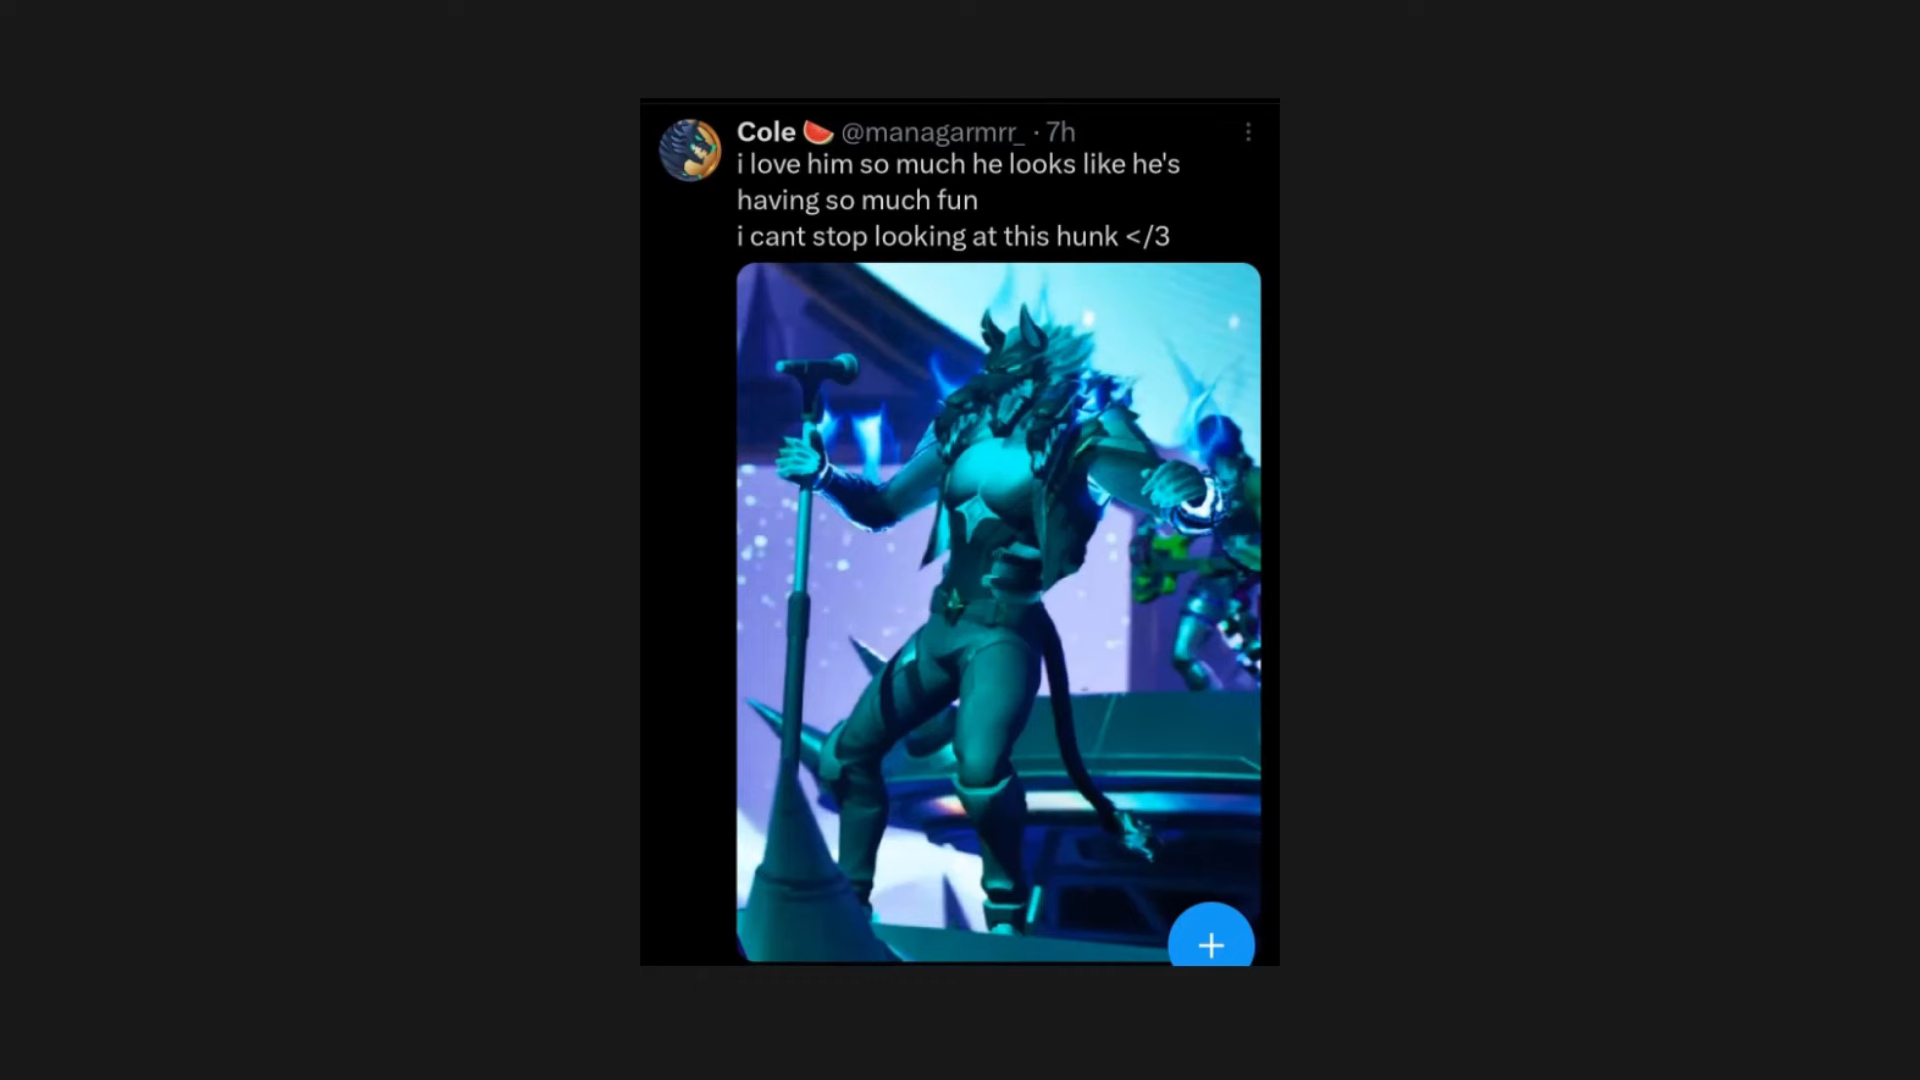 Cole 🍉 @managarmrr_ · 7h
i love him so much he looks like he's
having so much fun
i cant stop looking at this hunk </3